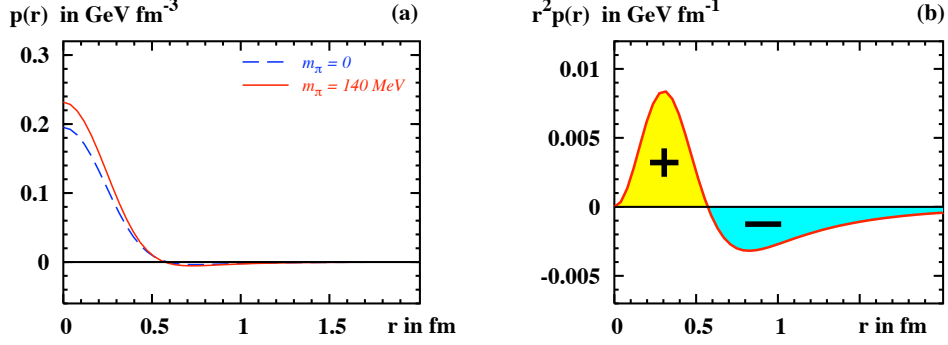 p(r) in GeV fm⁻³ (a)
0.3
0.2
0.1
0
0 0.5 1 1.5 r in fm
m_π = 0
m_π = 140 MeV
r²p(r) in GeV fm⁻¹ (b)
0.01
0.005
0
-0.005
0 0.5 1 r in fm
+
−